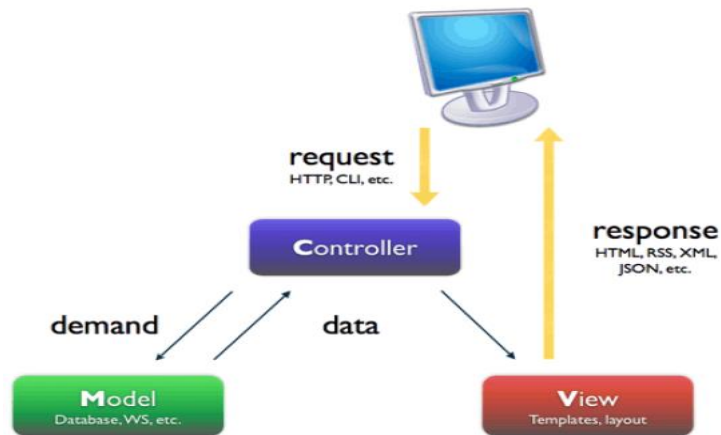 request
HTTP, CLI, etc.
Controller
response
HTML, RSS, XML,
JSON, etc.
demand
data
Model
Database, WS, etc.
View
Templates, layout